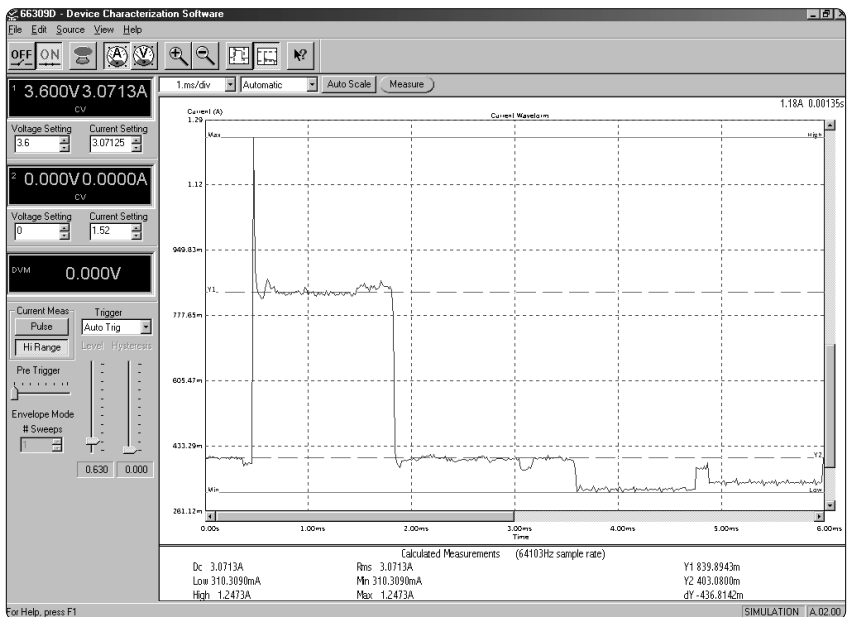 66309D - Device Characterization Software
File Edit Source View Help
OFF ON A V
1.ms/div Automatic Auto Scale Measure
1 3.600V 3.0713A
CV
Voltage Setting Current Setting
3.6 3.07125
2 0.000V 0.0000A
CV
Voltage Setting Current Setting
0 1.52
DVM 0.000V
Current Meas Trigger
Pulse Auto Trig
Hi Range Level Hysteresis
Pre Trigger
Envelope Mode
# Sweeps
1
0.630 0.000
1.18A 0.00135s
Current (A) Current Waveform
1.29
Max High
1.12
949.83m
Y1
777.65m
605.47m
433.29m
Y2
Min Low
261.12m
0.00s 1.00ms 2.00ms 3.00ms 4.00ms 5.00ms 6.00ms
Time
Calculated Measurements (64103Hz sample rate)
Dc 3.0713A Rms 3.0713A Y1 839.8943m
Low 310.3090mA Min 310.3090mA Y2 403.0800m
High 1.2473A Max 1.2473A dY -436.8142m
For Help, press F1 SIMULATION A.02.00